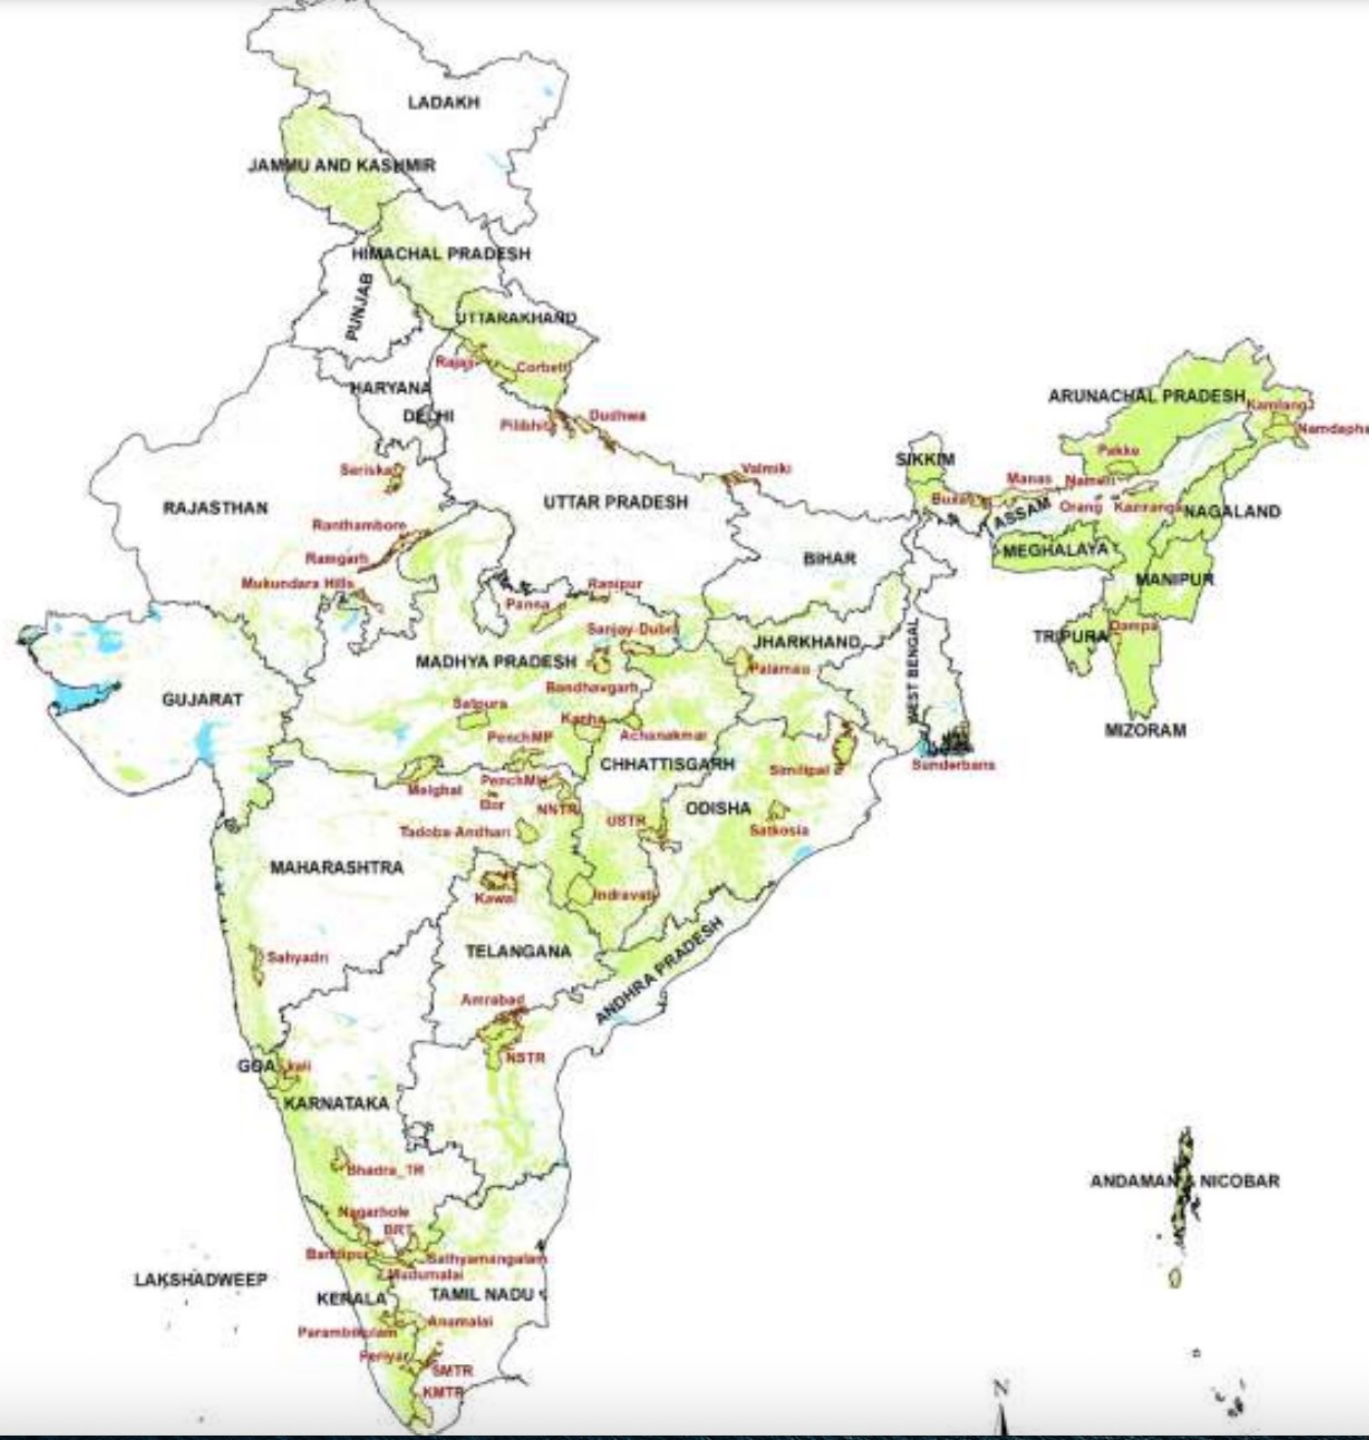 LADAKH
JAMMU AND KASHMIR
HIMACHAL PRADESH
PUNJAB
UTTARAKHAND
Rajaji
Corbett
HARYANA
DELHI
Pilibhit
Dudhwa
ARUNACHAL PRADESH
Kamlang
Namdapha
Pakke
SIKKIM
Sariska
Valmiki
Manas
Nameri
Buxa
RAJASTHAN
UTTAR PRADESH
ASSAM
Orang
Kaziranga
NAGALAND
Ranthambore
Ramgarh
BIHAR
MEGHALAYA
Mukundara Hills
Ranipur
MANIPUR
Panna
Sanjay-Dubri
Dampa
TRIPURA
JHARKHAND
MADHYA PRADESH
Palamau
WEST BENGAL
Bandhavgarh
GUJARAT
Satpura
Kanha
Achanakmar
MIZORAM
PenchMP
CHHATTISGARH
Similipal
Sunderbans
Melghat
PenchMH
Bor
NNTR
ODISHA
USTR
Tadoba-Andhari
Satkosia
MAHARASHTRA
Kawal
Indravati
TELANGANA
Sahyadri
ANDHRA PRADESH
Amrabad
NSTR
GOA
kali
KARNATAKA
Bhadra_TR
ANDAMAN & NICOBAR
Nagarhole
BRT
Bandipur
Sathyamangalam
Mudumalai
LAKSHADWEEP
KERALA
TAMIL NADU
Anamalai
Parambikulam
Periyar
SMTR
KMTR
N